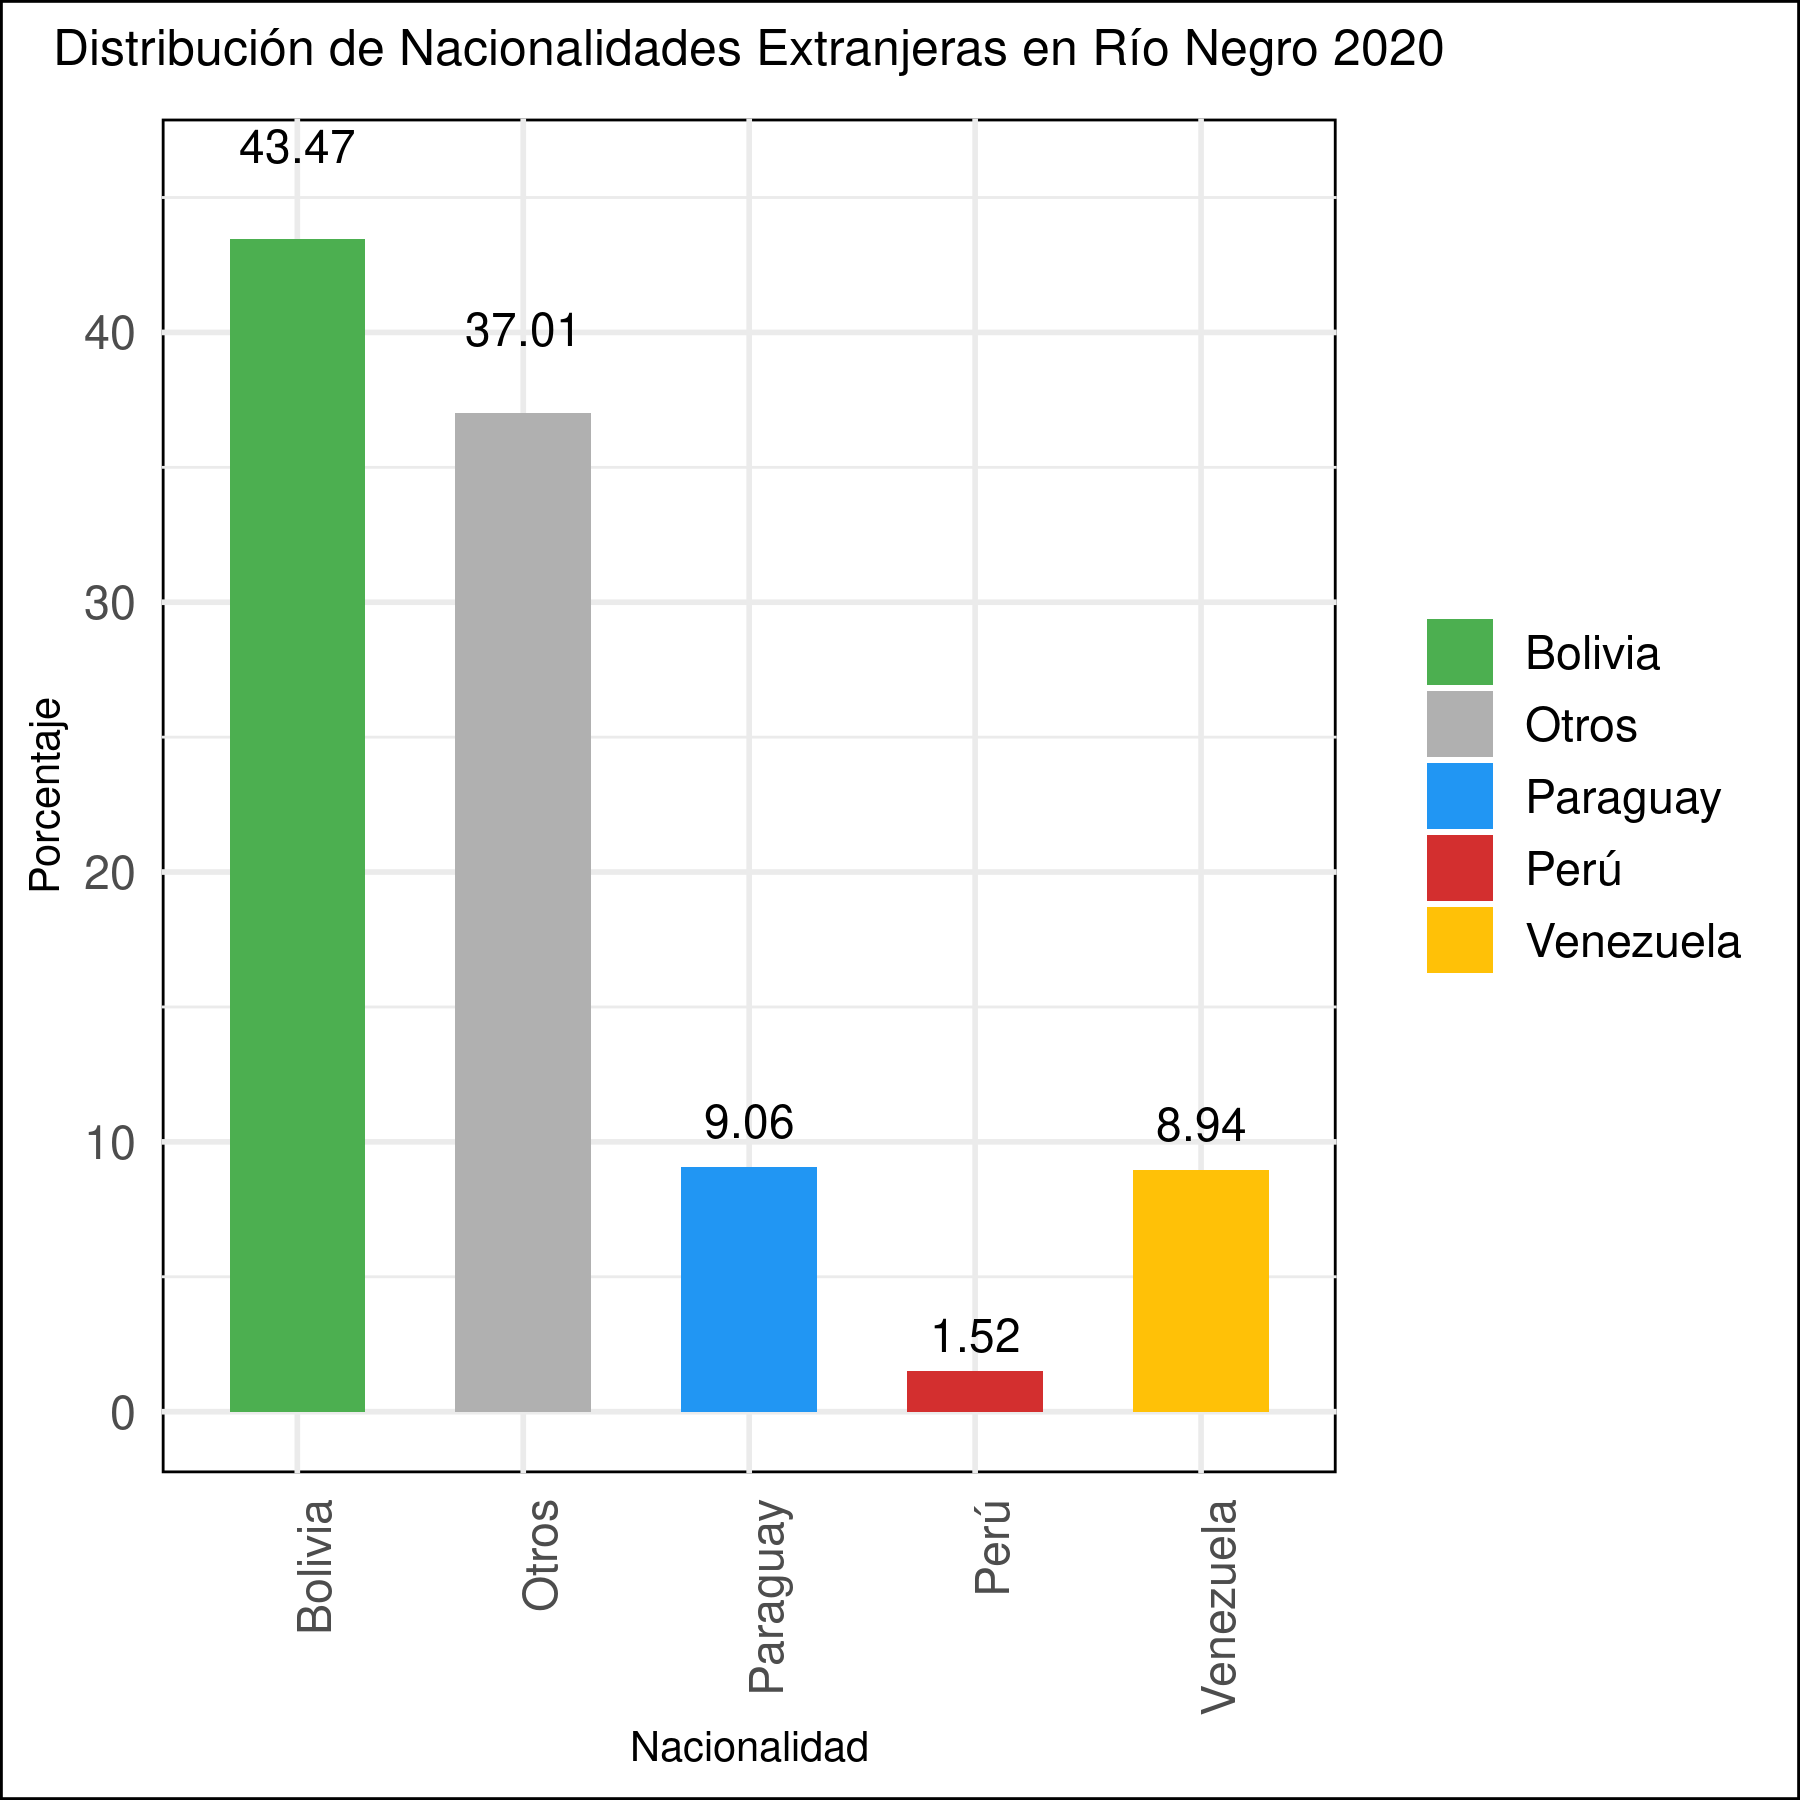 Distribución de Nacionalidades Extranjeras en Río Negro 2020
43.47
37.01
9.06
1.52
8.94
40
30
20
10
0
Porcentaje
Bolivia
Otros
Paraguay
Perú
Venezuela
Nacionalidad
Bolivia
Otros
Paraguay
Perú
Venezuela